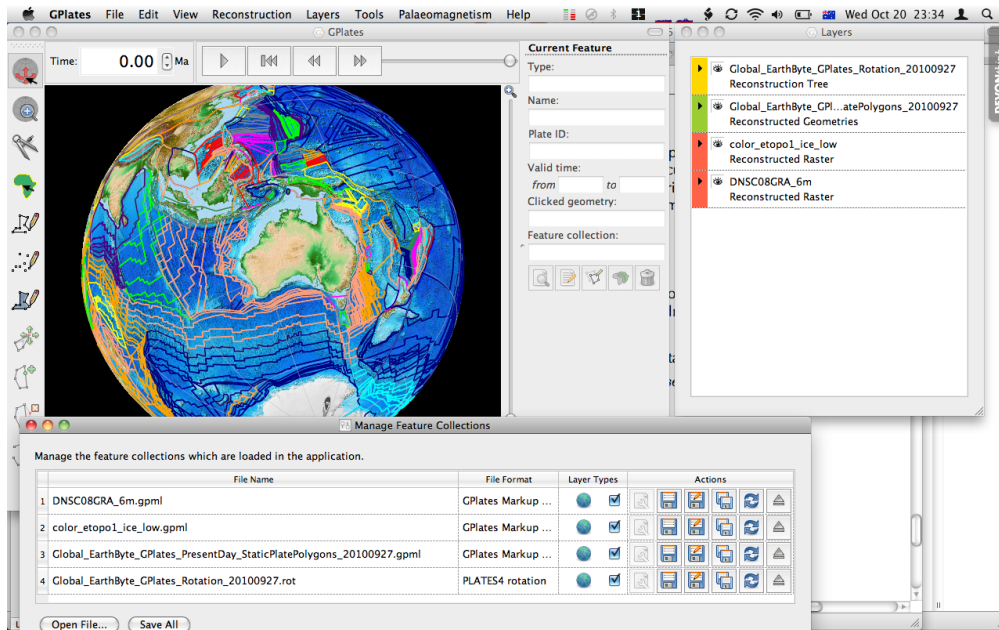 GPlates File Edit View Reconstruction Layers Tools Palaeomagnetism Help Wed Oct 20 23:34
GPlates
Layers
Time: 0.00 Ma
Current Feature
Type:
Name:
Plate ID:
Valid time:
from to
Clicked geometry:
Feature collection:
Global_EarthByte_GPlates_Rotation_20100927
Reconstruction Tree
Global_EarthByte_GPl...atePolygons_20100927
Reconstructed Geometries
color_etopo1_ice_low
Reconstructed Raster
DNSC08GRA_6m
Reconstructed Raster
Manage Feature Collections
Manage the feature collections which are loaded in the application.
File Name File Format Layer Types Actions
1 DNSC08GRA_6m.gpml GPlates Markup ...
2 color_etopo1_ice_low.gpml GPlates Markup ...
3 Global_EarthByte_GPlates_PresentDay_StaticPlatePolygons_20100927.gpml GPlates Markup ...
4 Global_EarthByte_GPlates_Rotation_20100927.rot PLATES4 rotation
Open File... Save All